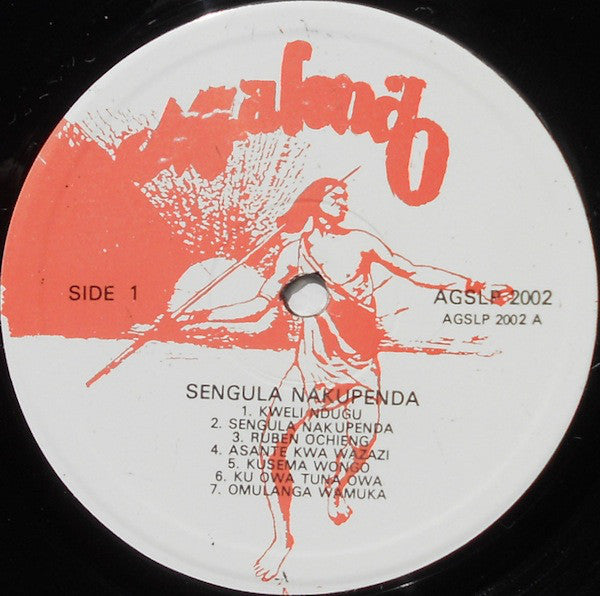 SIDE 1
AGSLP 2002
AGSLP 2002 A
SENGULA NAKUPENDA
1. KWELI NDUGU
2. SENGULA NAKUPENDA
3. RUBEN OCHIENG
4. ASANTE KWA WAZAZI
5. KUSEMA WONGO
6. KU OWA TUNA OWA
7. OMULANGA WAMUKA